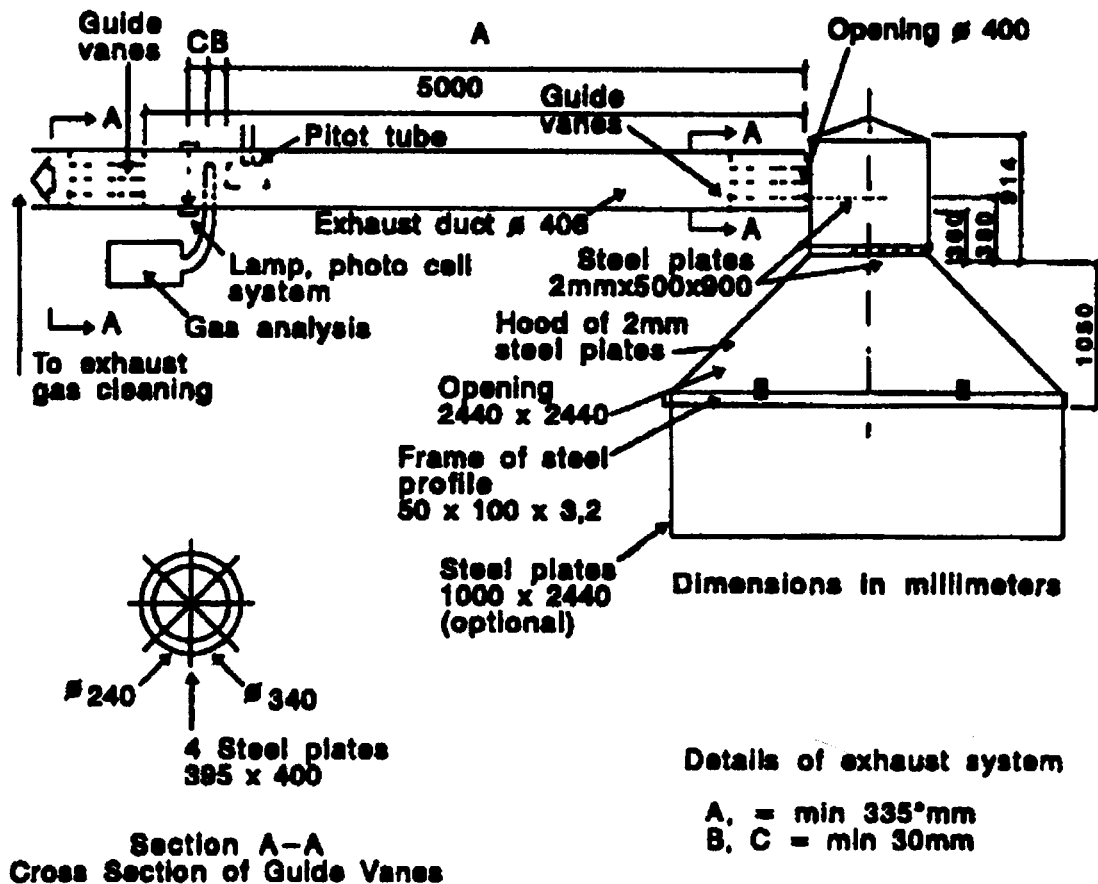 Guide
vanes
CB
A
Opening ø 400
5000
A
Guide
vanes
A
Pitot tube
914
Exhaust duct ø 406
A
Lamp, photo cell
system
Steel plates
2mmx500x900
380
A
Gas analysis
Hood of 2mm
steel plates
1050
To exhaust
gas cleaning
Opening
2440 x 2440
Frame of steel
profile
50 x 100 x 3,2
Steel plates
1000 x 2440
(optional)
Dimensions in millimeters
ø 240
ø 340
4 Steel plates
395 x 400
Details of exhaust system
A, = min 335°mm
B, C = min 30mm
Section A-A
Cross Section of Guide Vanes